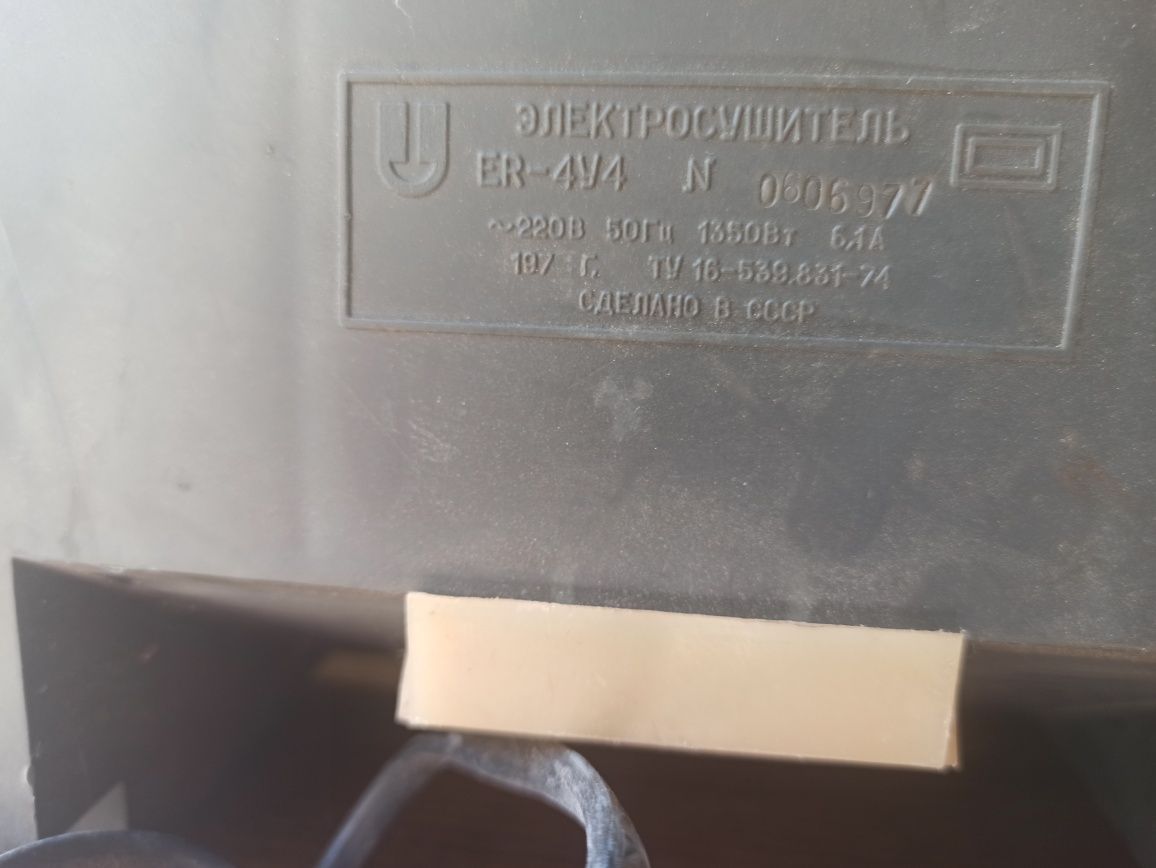 ЭЛЕКТРОСУШИТЕЛЬ
ER-4У4 N 0606977
~220В 50Гц 1350Вт 6.1А
197 Г. ТУ 16-539.831-74
СДЕЛАНО В СССР